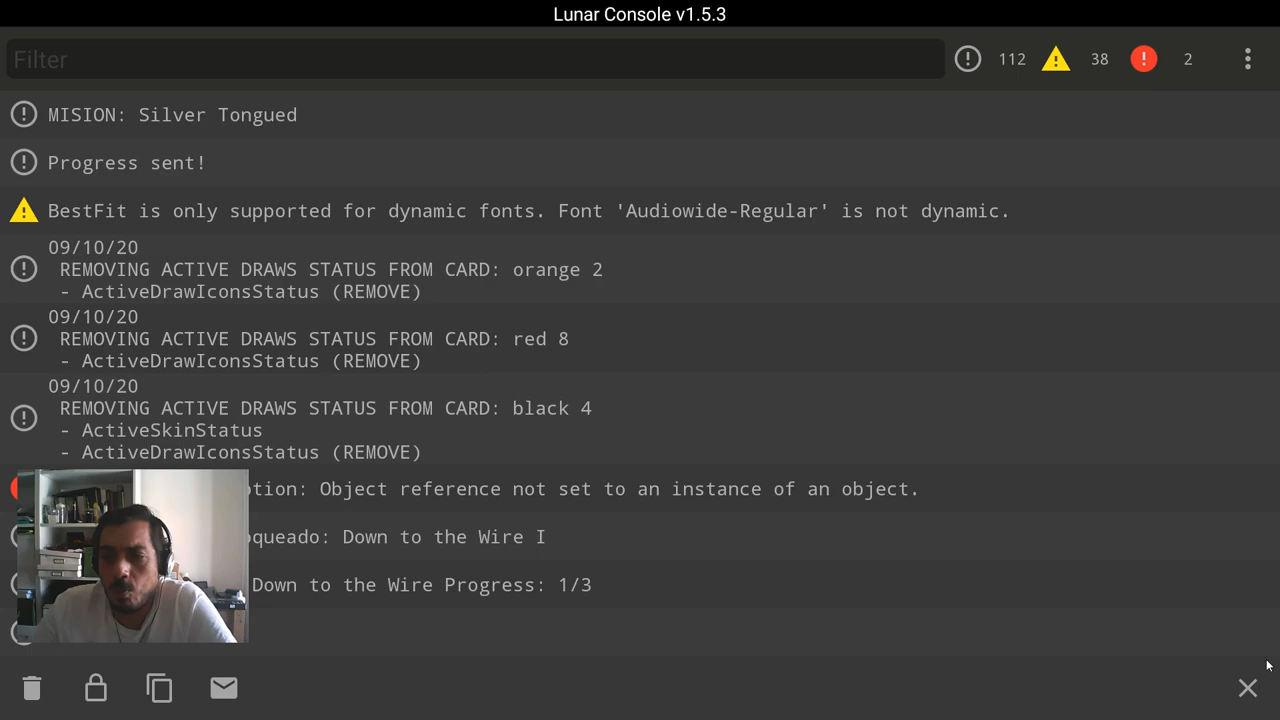 Lunar Console v1.5.3
Filter
112
38
2
MISION: Silver Tongued
Progress sent!
BestFit is only supported for dynamic fonts. Font 'Audiowide-Regular' is not dynamic.
09/10/20
REMOVING ACTIVE DRAWS STATUS FROM CARD: orange 2
- ActiveDrawIconsStatus (REMOVE)
09/10/20
REMOVING ACTIVE DRAWS STATUS FROM CARD: red 8
- ActiveDrawIconsStatus (REMOVE)
09/10/20
REMOVING ACTIVE DRAWS STATUS FROM CARD: black 4
- ActiveSkinStatus
- ActiveDrawIconsStatus (REMOVE)
tion: Object reference not set to an instance of an object.
queado: Down to the Wire I
Down to the Wire Progress: 1/3